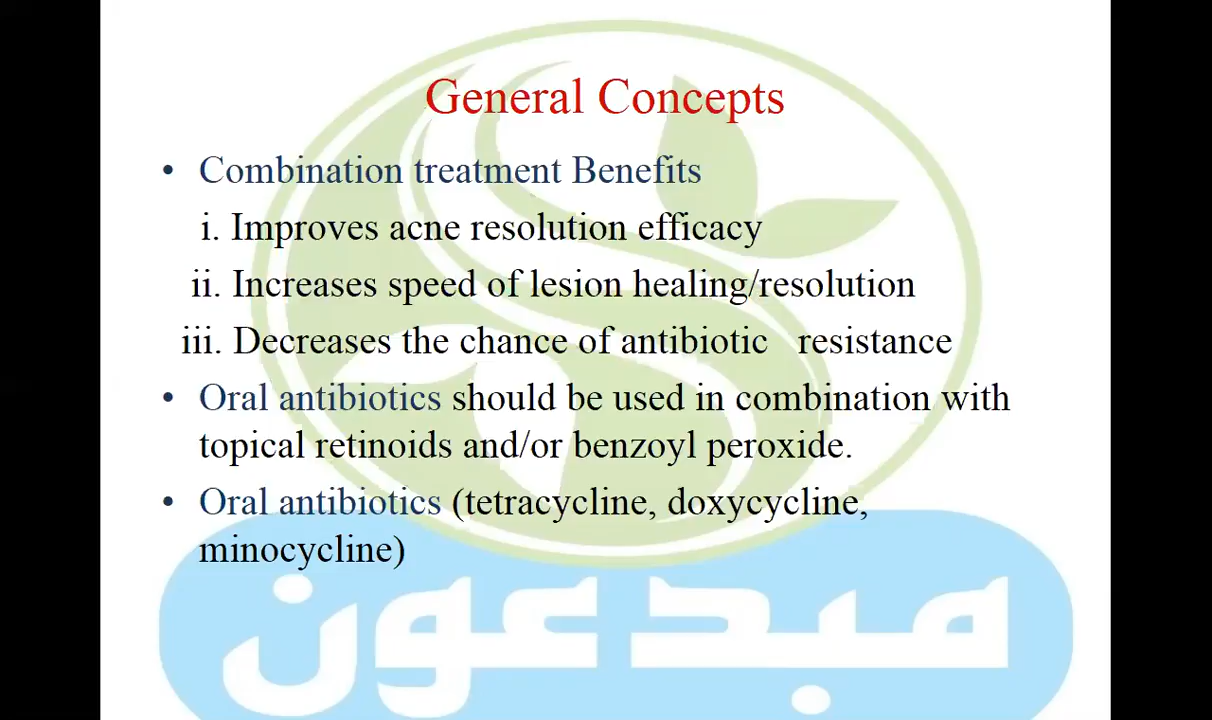 General Concepts
• Combination treatment Benefits
i. Improves acne resolution efficacy
ii. Increases speed of lesion healing/resolution
iii. Decreases the chance of antibiotic resistance
• Oral antibiotics should be used in combination with
topical retinoids and/or benzoyl peroxide.
• Oral antibiotics (tetracycline, doxycycline,
minocycline)
مبدعون